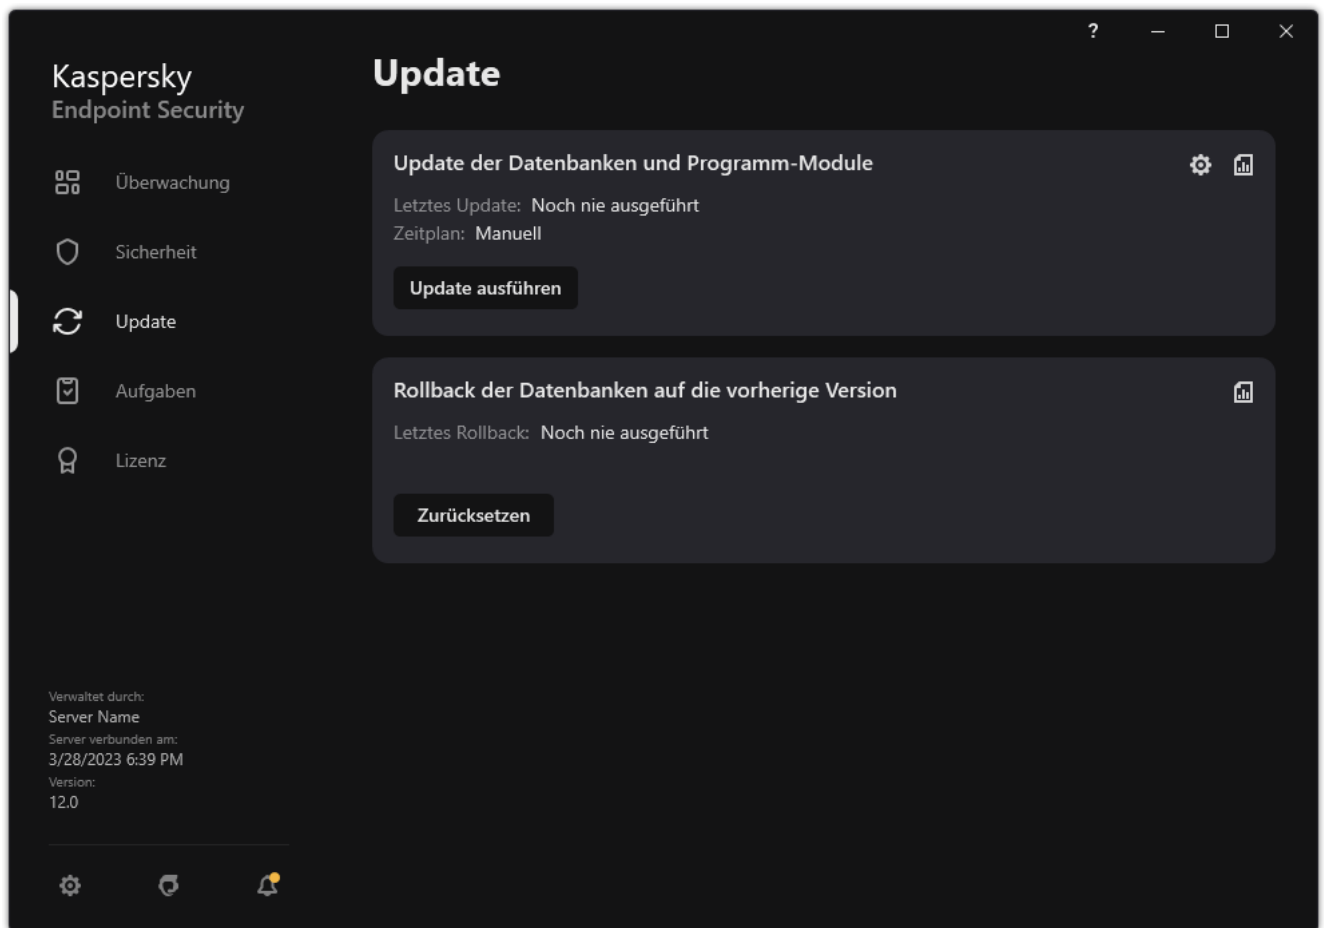 ?
Kaspersky
Endpoint Security
Überwachung
Sicherheit
Update
Aufgaben
Lizenz
Verwaltet durch:
Server Name
Server verbunden am:
3/28/2023 6:39 PM
Version:
12.0
Update
Update der Datenbanken und Programm-Module
Letztes Update: Noch nie ausgeführt
Zeitplan: Manuell
Update ausführen
Rollback der Datenbanken auf die vorherige Version
Letztes Rollback: Noch nie ausgeführt
Zurücksetzen